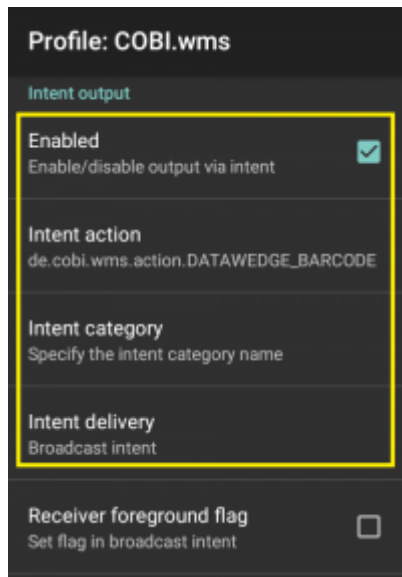 Profile: COBI.wms
Intent output
Enabled
Enable/disable output via intent
Intent action
de.cobi.wms.action.DATAWEDGE_BARCODE
Intent category
Specify the intent category name
Intent delivery
Broadcast intent
Receiver foreground flag
Set flag in broadcast intent